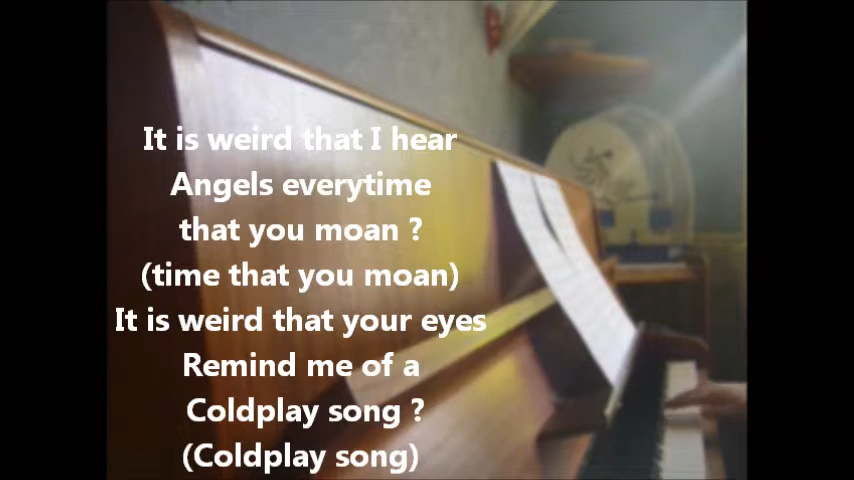 It is weird that I hear
Angels everytime
that you moan ?
(time that you moan)
It is weird that your eyes
Remind me of a
Coldplay song ?
(Coldplay song)